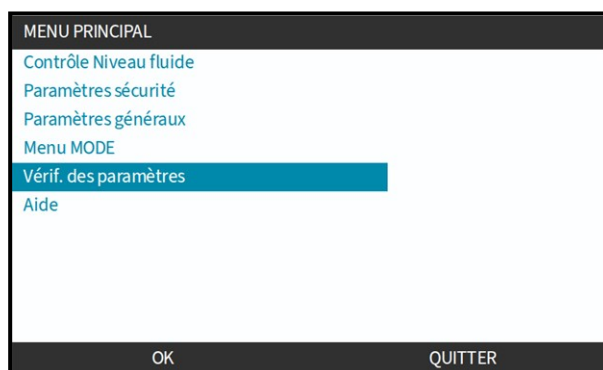 MENU PRINCIPAL
Contrôle Niveau fluide
Paramètres sécurité
Paramètres généraux
Menu MODE
Vérif. des paramètres
Aide
OK QUITTER